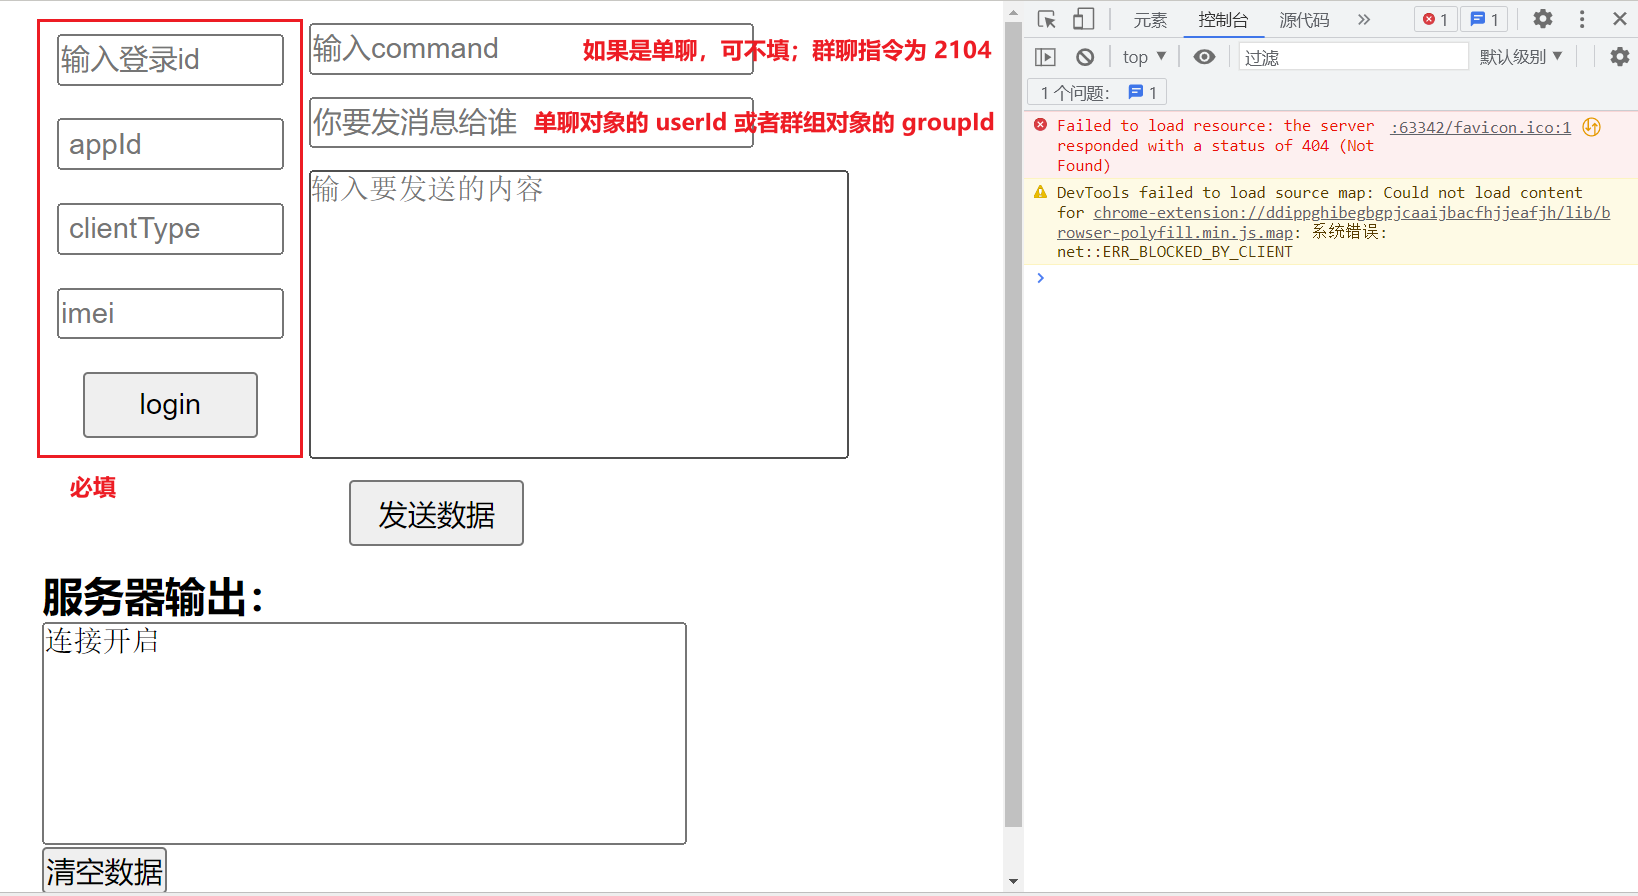 输入登录id
appId
clientType
imei
login
必填
输入command
如果是单聊，可不填；群聊指令为 2104
你要发消息给谁
单聊对象的 userId 或者群组对象的 groupId
输入要发送的内容
发送数据
服务器输出：
连接开启
清空数据
元素 控制台 源代码 1 1
top 过滤 默认级别
1 个问题： 1
Failed to load resource: the server :63342/favicon.ico:1
responded with a status of 404 (Not
Found)
DevTools failed to load source map: Could not load content
for chrome-extension://ddippghibegbgpjcaaijbacfhjjeafjh/lib/b
rowser-polyfill.min.js.map: 系统错误:
net::ERR_BLOCKED_BY_CLIENT